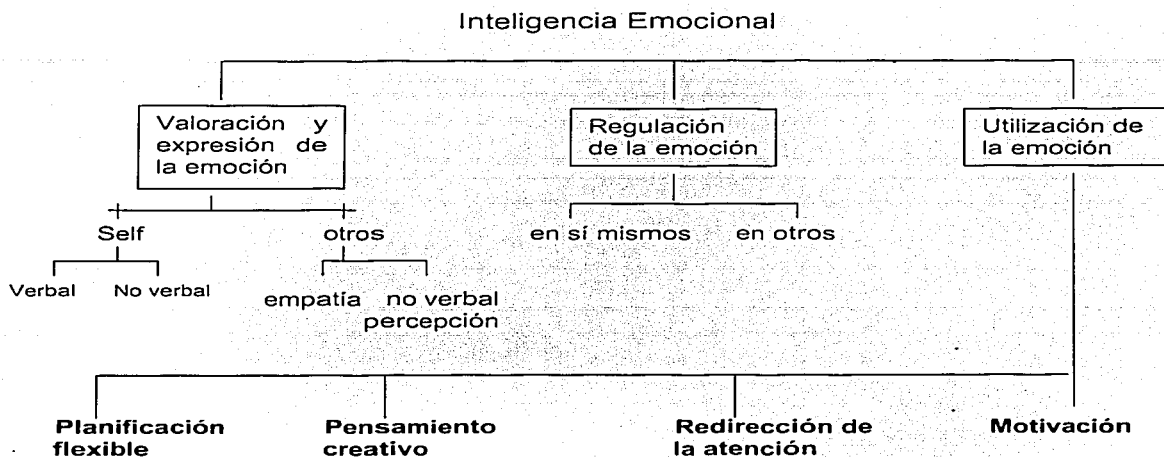 Inteligencia Emocional
Valoración y
expresión de
la emoción
Regulación
de la emoción
Utilización de
la emoción
Self
otros
en sí mismos
en otros
Verbal
No verbal
empatía
no verbal
percepción
Planificación
flexible
Pensamiento
creativo
Redirección de
la atención
Motivación